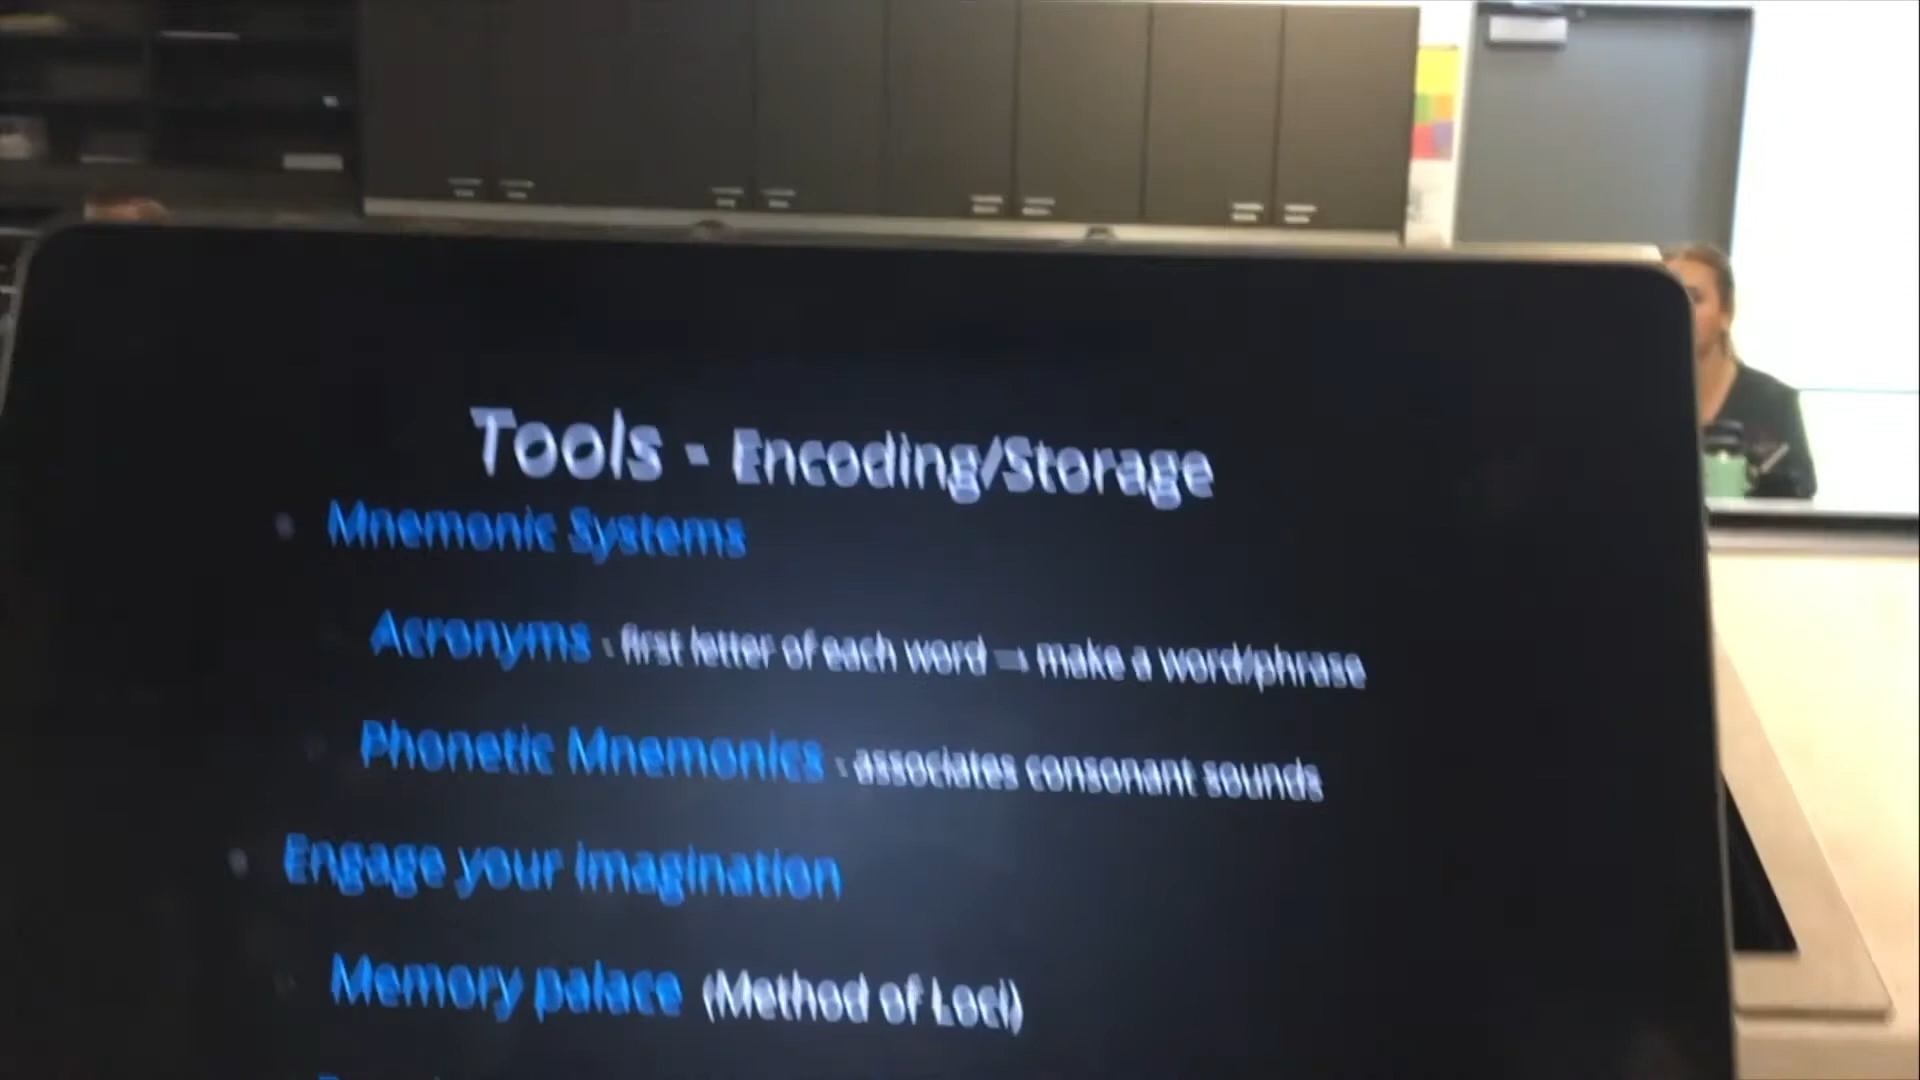 Tools - Encoding/Storage
Mnemonic Systems
Acronyms - first letter of each word → make a word/phrase
Phonetic Mnemonics - associates consonant sounds
Engage your imagination
Memory palace (Method of Loci)